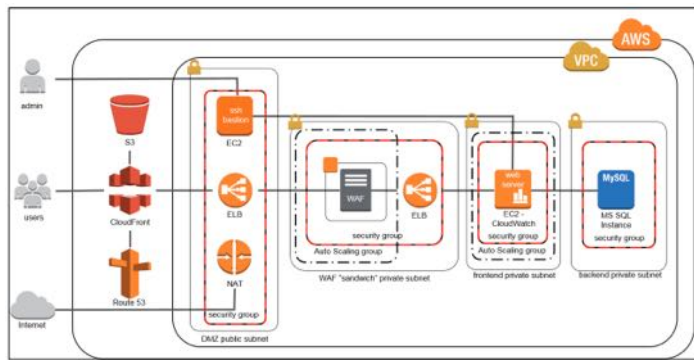 AWS
VPC
admin
ssh
bastion
EC2
S3
users
CloudFront
ELB
WAF
ELB
security group
Auto Scaling group
WAF "sandwich" private subnet
web
server
EC2 -
CloudWatch
security group
Auto Scaling group
frontend private subnet
MySQL
MS SQL
Instance
security group
backend private subnet
Route 53
NAT
Internet
security group
DMZ public subnet